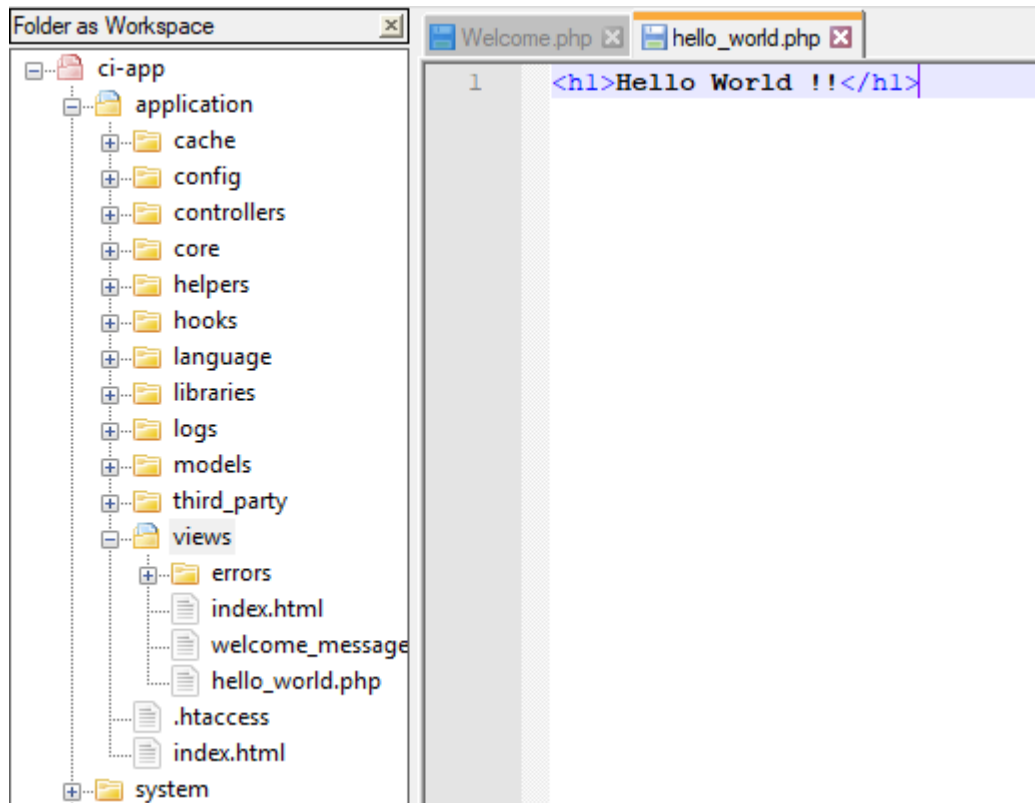 Folder as Workspace
ci-app
application
cache
config
controllers
core
helpers
hooks
language
libraries
logs
models
third_party
views
errors
index.html
welcome_message
hello_world.php
.htaccess
index.html
system
Welcome.php hello_world.php
1 <h1>Hello World !!</h1>